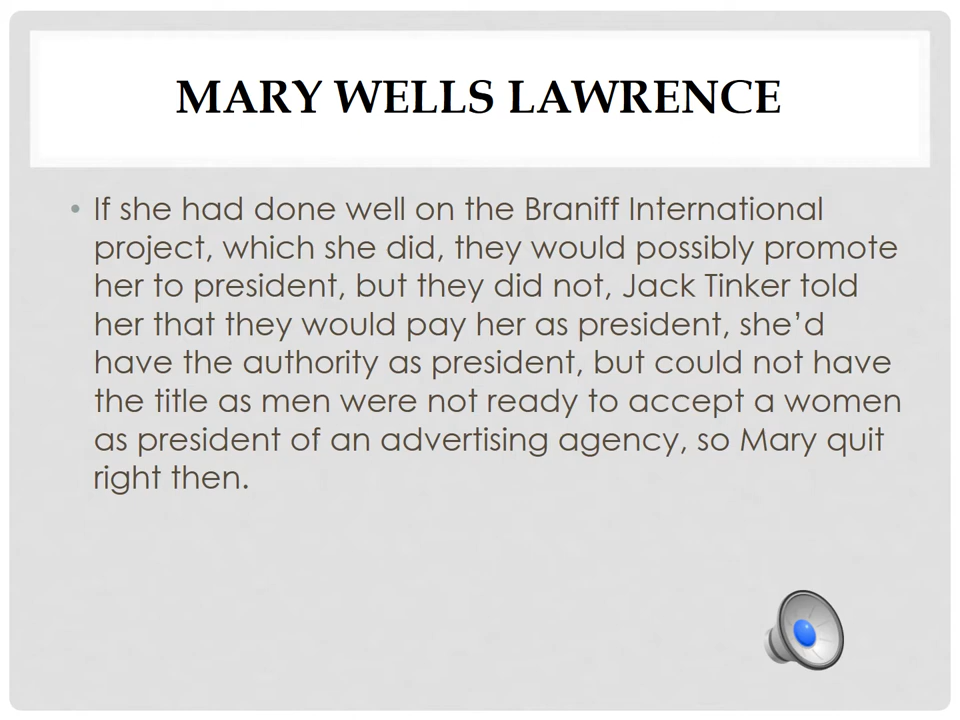 MARY WELLS LAWRENCE
• If she had done well on the Braniff International
project, which she did, they would possibly promote
her to president, but they did not, Jack Tinker told
her that they would pay her as president, she’d
have the authority as president, but could not have
the title as men were not ready to accept a women
as president of an advertising agency, so Mary quit
right then.